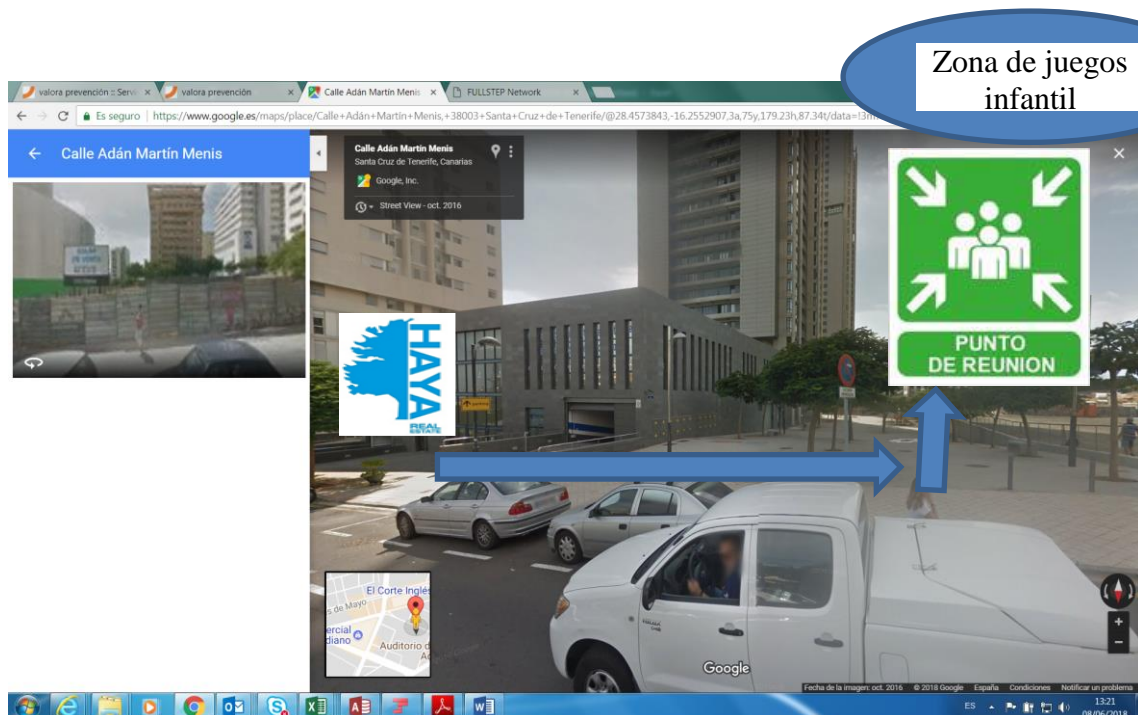 Zona de juegos
infantil
valora prevención :: Servi
valora prevención
Calle Adán Martín Menis
FULLSTEP Network
Es seguro
https://www.google.es/maps/place/Calle+Adán+Martín+Menis,+38003+Santa+Cruz+de+Tenerife/@28.4573843,-16.2552907,3a,75y,179.23h,87.34t/data=!3m
Calle Adán Martín Menis
Calle Adán Martín Menis
Santa Cruz de Tenerife, Canarias
Google, Inc.
Street View - oct. 2016
PUNTO
DE REUNION
HAYA
REAL
ESTATE
El Corte Inglés
s de Mayo
ercial
diano
Auditorio d
Google
Fecha de la imagen: oct. 2016 © 2018 Google España Condiciones Notificar un problema
ES
13:21
08/06/2018